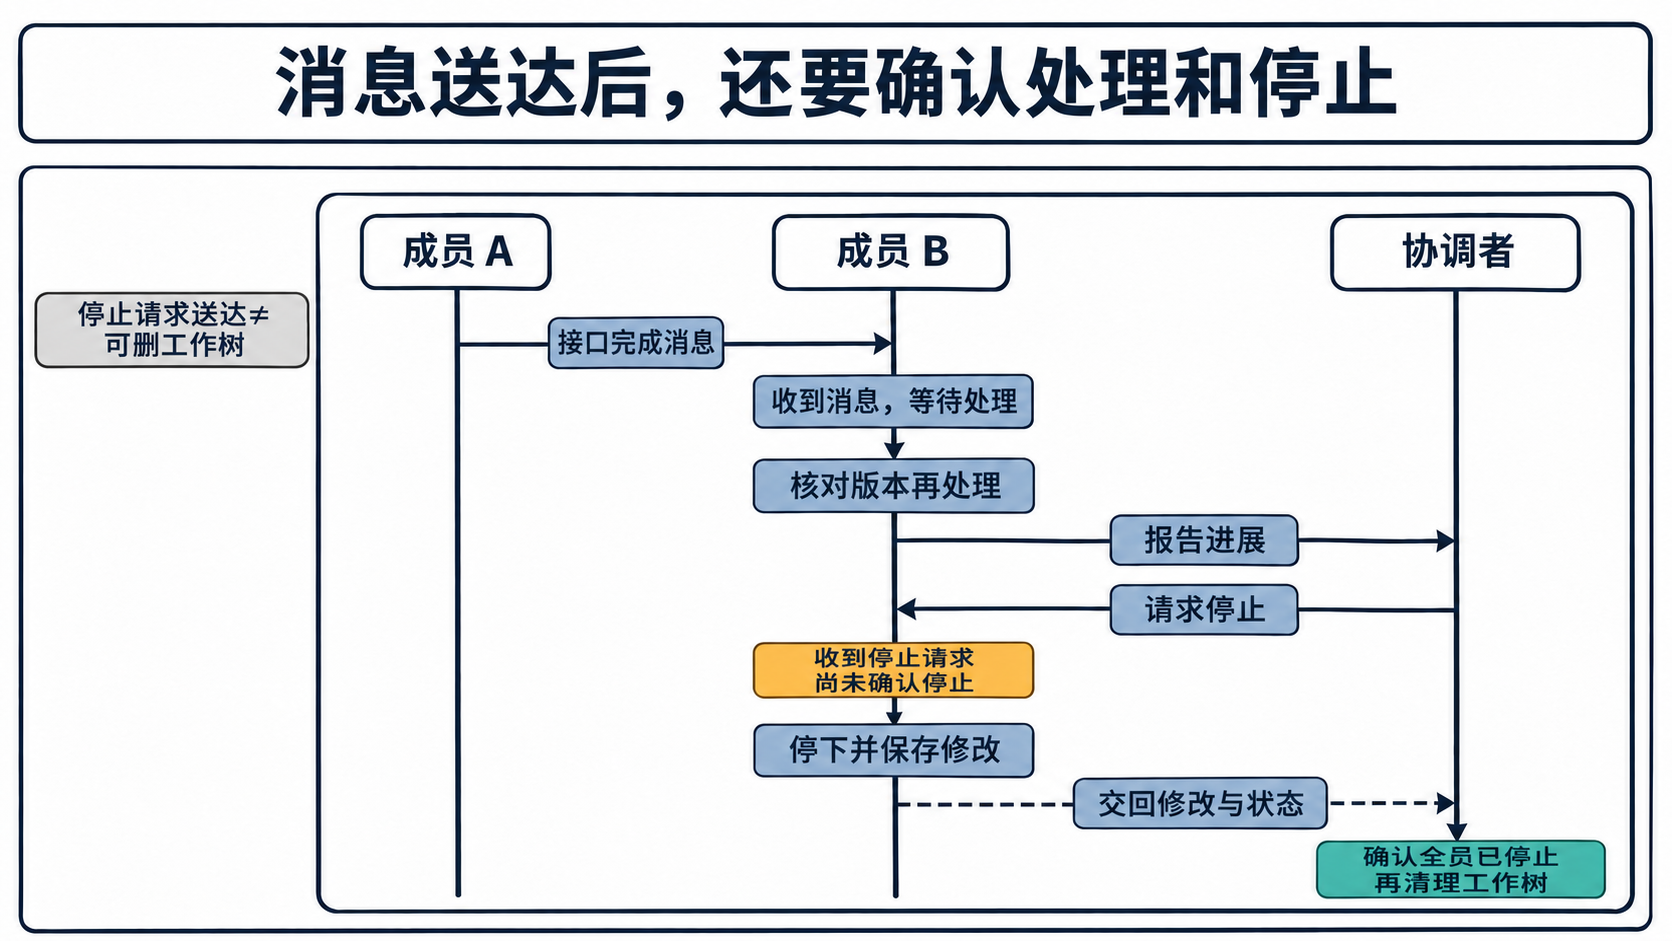 消息送达后，还要确认处理和停止
成员 A
成员 B
协调者
停止请求送达≠
可删工作树
接口完成消息
收到消息，等待处理
核对版本再处理
报告进展
请求停止
收到停止请求
尚未确认停止
停下并保存修改
交回修改与状态
确认全员已停止
再清理工作树